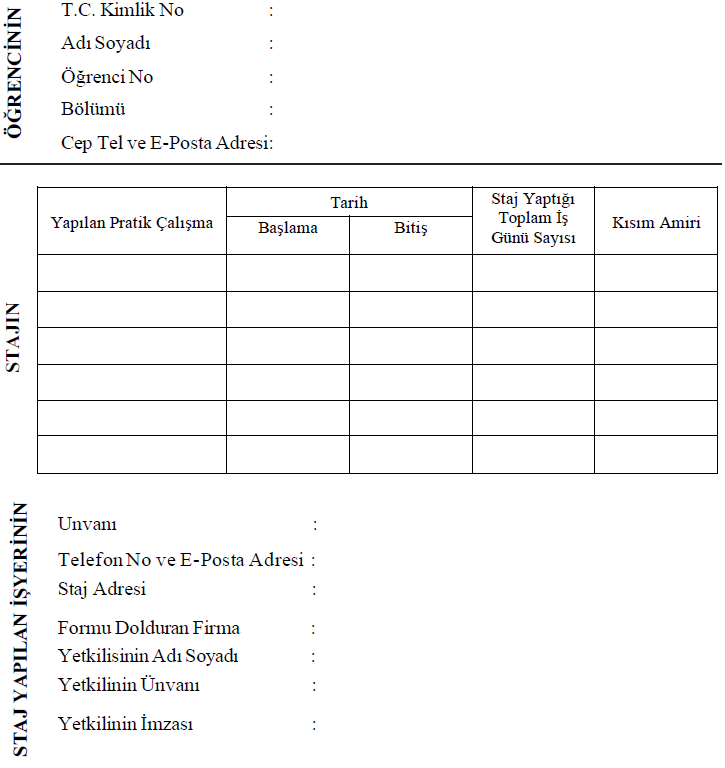 ÖĞRENCİNİN
T.C. Kimlik No :
Adı Soyadı :
Öğrenci No :
Bölümü :
Cep Tel ve E-Posta Adresi:
STAJIN
Yapılan Pratik Çalışma
Tarih
Başlama
Bitiş
Staj Yaptığı
Toplam İş
Günü Sayısı
Kısım Amiri
STAJ YAPILAN İŞYERİNİN
Unvanı :
Telefon No ve E-Posta Adresi :
Staj Adresi :
Formu Dolduran Firma :
Yetkilisinin Adı Soyadı :
Yetkilinin Ünvanı :
Yetkilinin İmzası :